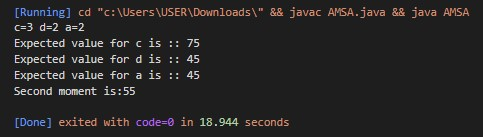 [Running] cd "c:\Users\USER\Downloads\" && javac AMSA.java && java AMSA
c=3 d=2 a=2
Expected value for c is :: 75
Expected value for d is :: 45
Expected value for a is :: 45
Second moment is:55
[Done] exited with code=0 in 18.944 seconds